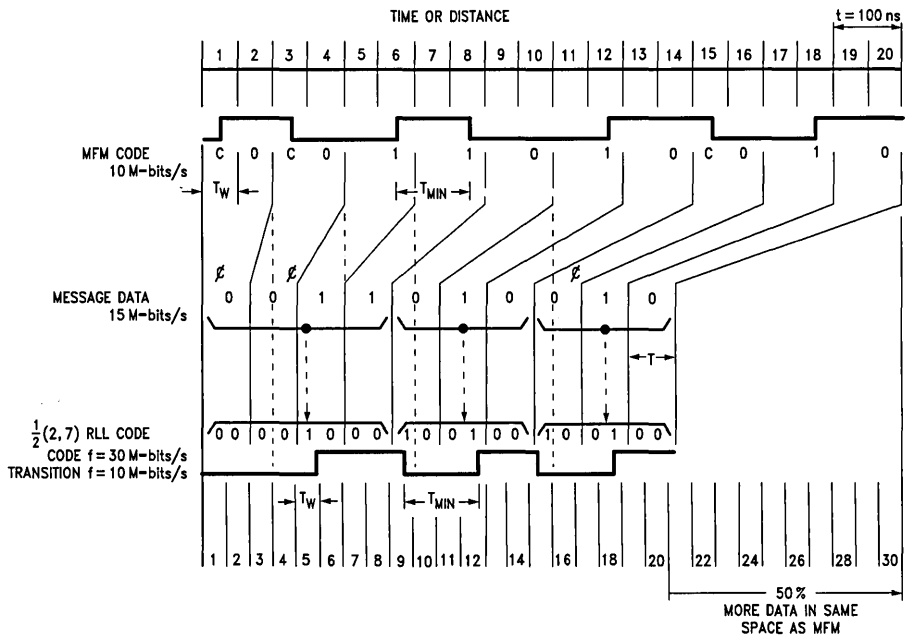 TIME OR DISTANCE
t = 100 ns
1 2 3 4 5 6 7 8 9 10 11 12 13 14 15 16 17 18 19 20
MFM CODE
10 M-bits/s
C 0 C 0 1 1 0 1 0 C 0 1 0
TW
TMIN
₡ ₡ ₡
MESSAGE DATA
15 M-bits/s
0 0 1 1 0 1 0 0 1 0
T
1/2 (2, 7) RLL CODE
0 0 0 0 1 0 0 0 1 0 0 1 0 0 1 0 0 1 0 0
CODE f = 30 M-bits/s
TRANSITION f = 10 M-bits/s
TW
TMIN
1 2 3 4 5 6 7 8 9 10 11 12 14 16 18 20 22 24 26 28 30
50%
MORE DATA IN SAME
SPACE AS MFM